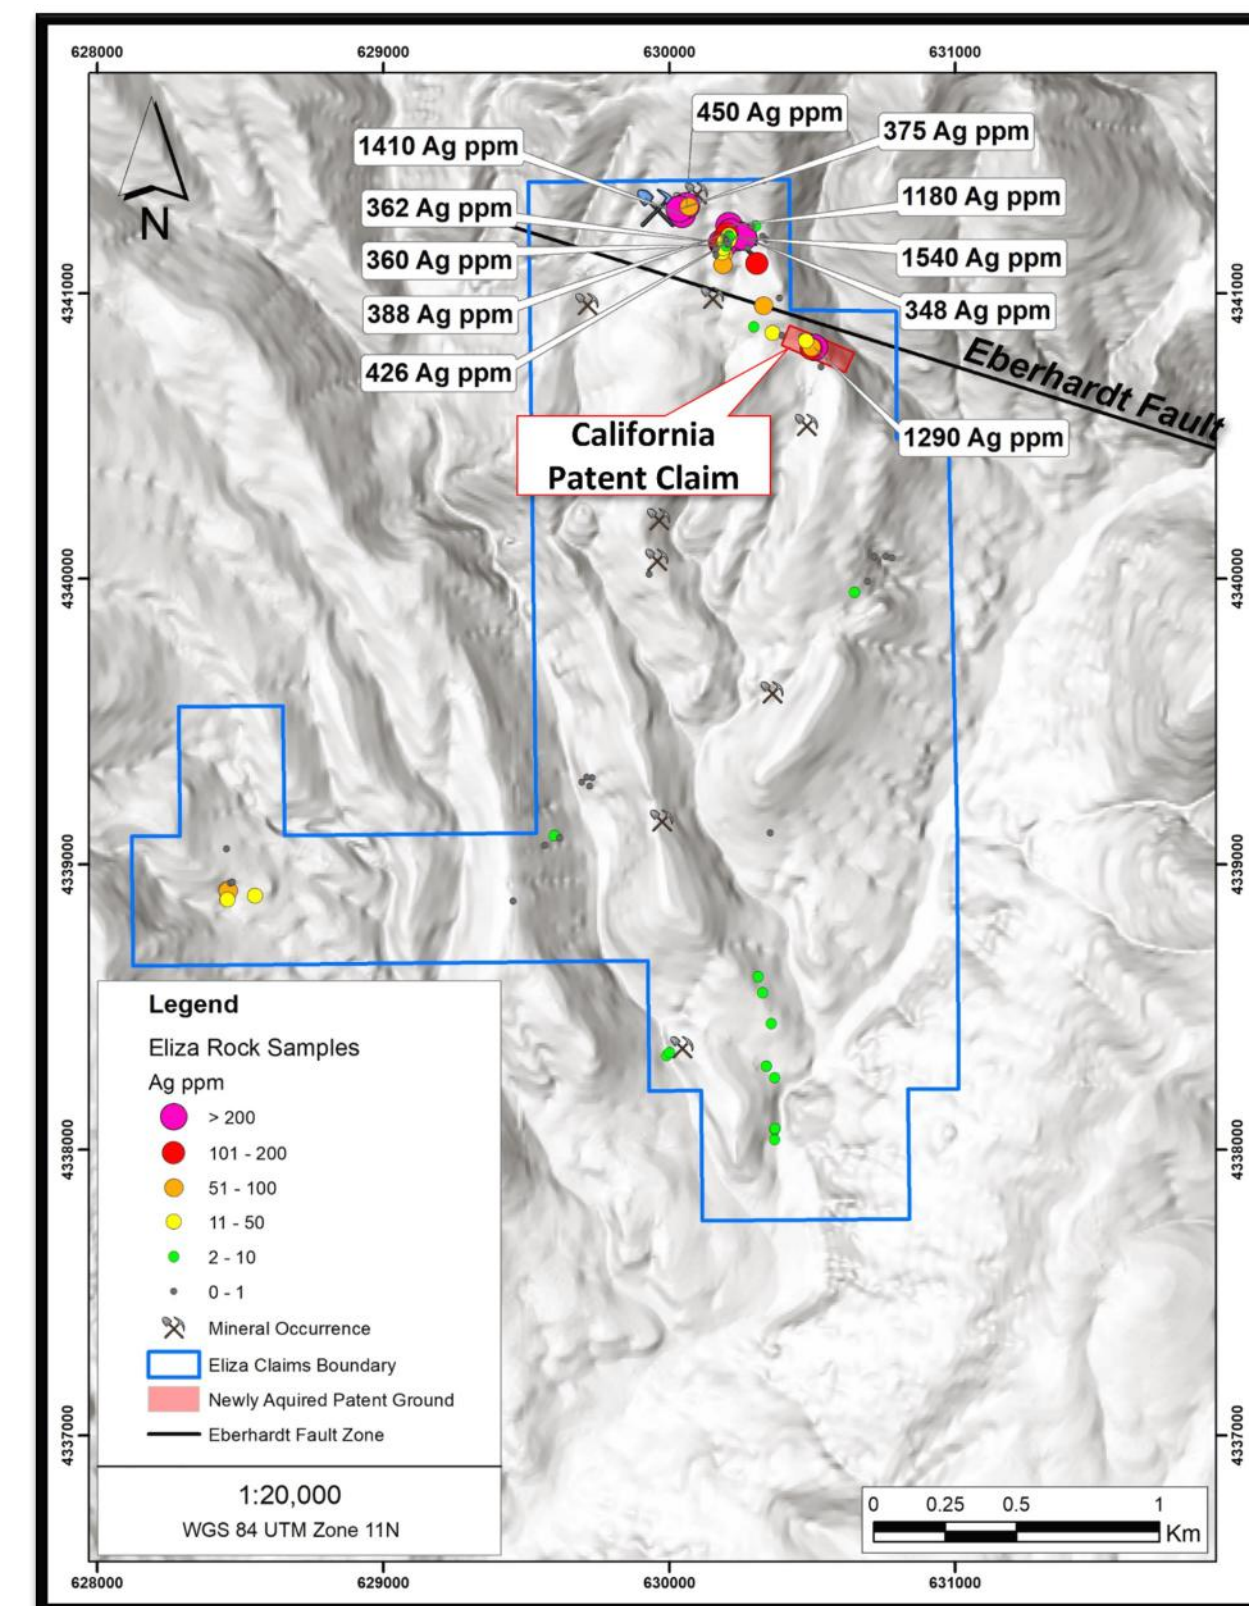 628000
629000
630000
631000
450 Ag ppm
375 Ag ppm
1410 Ag ppm
1180 Ag ppm
362 Ag ppm
1540 Ag ppm
360 Ag ppm
348 Ag ppm
388 Ag ppm
426 Ag ppm
1290 Ag ppm
N
4341000
4341000
Eberhardt Fault
California
Patent Claim
4340000
4340000
4339000
4339000
4338000
4338000
4337000
4337000
Legend
Eliza Rock Samples
Ag ppm
> 200
101 - 200
51 - 100
11 - 50
2 - 10
0 - 1
Mineral Occurrence
Eliza Claims Boundary
Newly Aquired Patent Ground
Eberhardt Fault Zone
1:20,000
WGS 84 UTM Zone 11N
0 0.25 0.5 1
Km
628000
629000
630000
631000